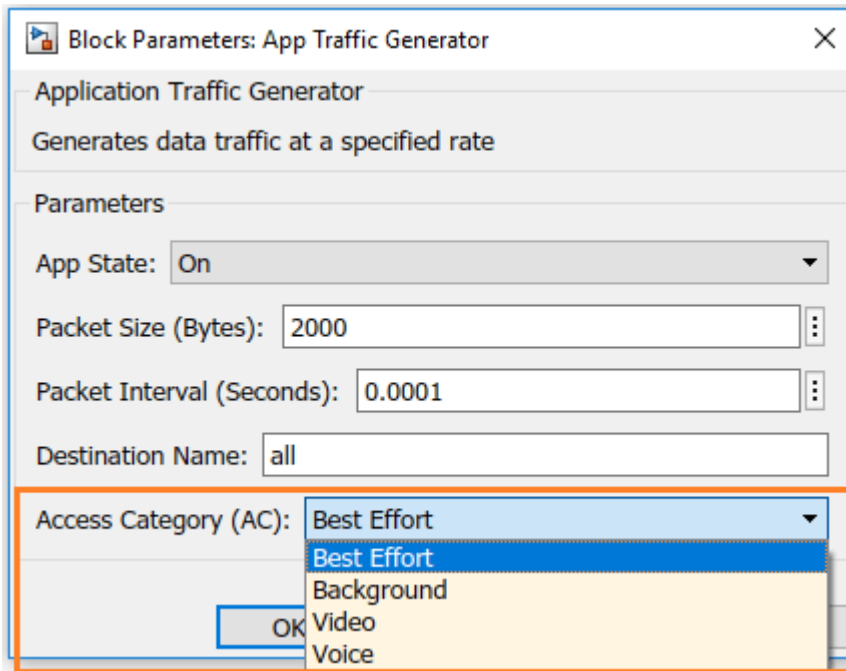 Block Parameters: App Traffic Generator
Application Traffic Generator
Generates data traffic at a specified rate
Parameters
App State: On
Packet Size (Bytes): 2000
Packet Interval (Seconds): 0.0001
Destination Name: all
Access Category (AC): Best Effort
Best Effort
Background
Video
OK
Voice